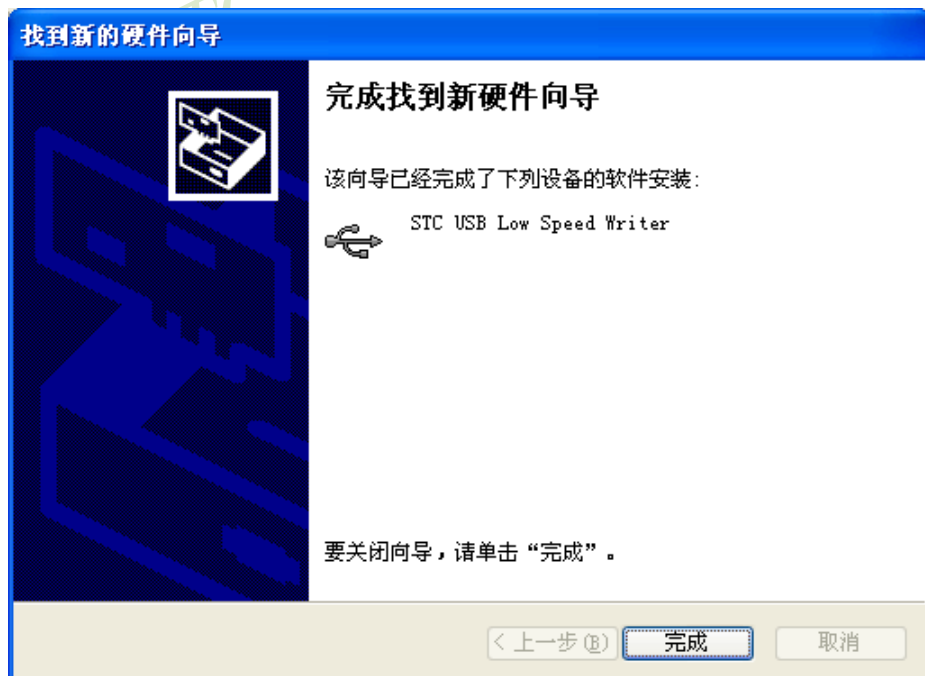 找到新的硬件向导
完成找到新硬件向导
该向导已经完成了下列设备的软件安装:
STC USB Low Speed Writer
要关闭向导，请单击“完成”。
< 上一步(B) 完成 取消